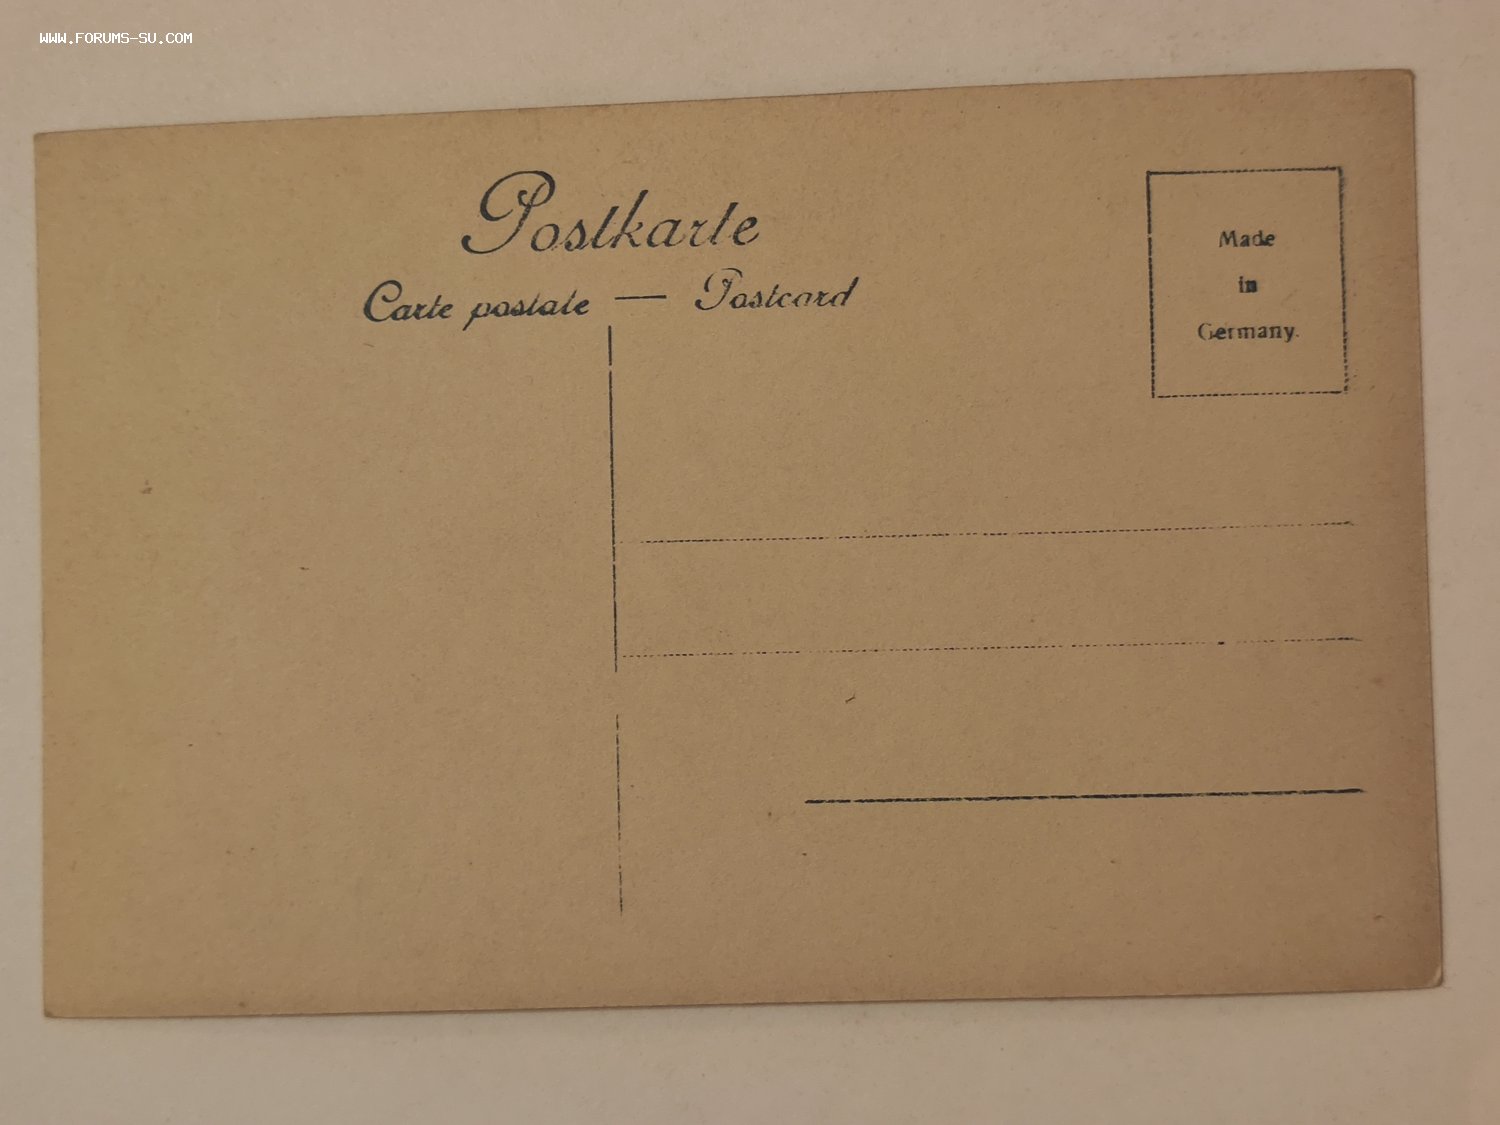 WWW.FORUMS-SU.COM
Postkarte
Carte postale — Postcard
Made
in
Germany.